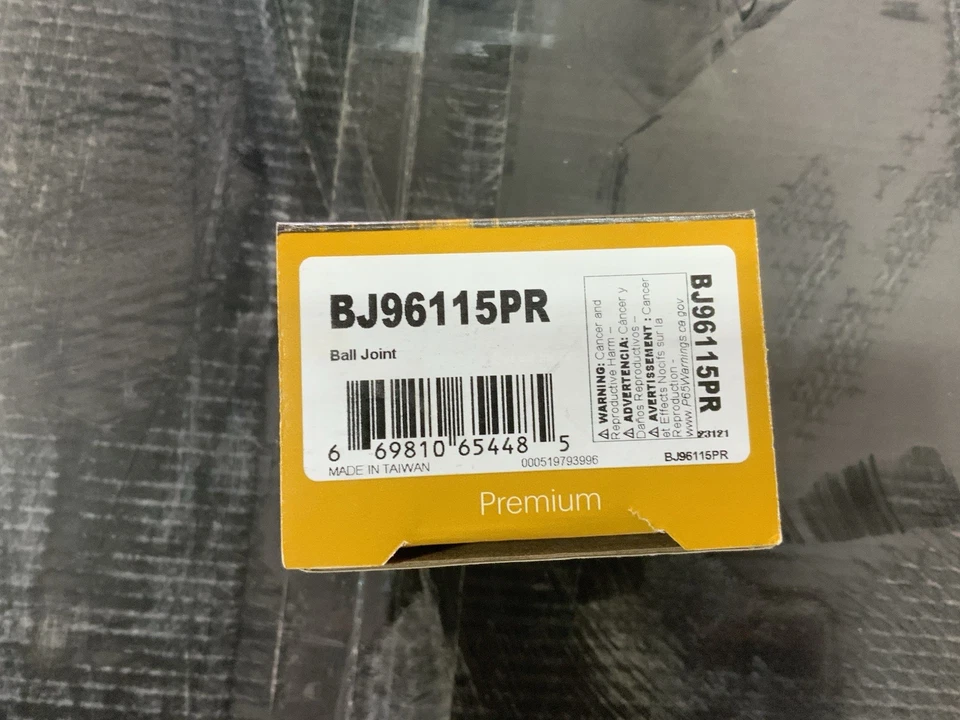 BJ96115PR
Ball Joint
6 69810 65448 5
MADE IN TAIWAN
000519793996
⚠ WARNING: Cancer and
Reproductive Harm –
⚠ ADVERTENCIA: Cáncer y
Daños Reproductivos –
⚠ AVERTISSEMENT : Cancer
et Effects Nocifs sur la
Reproduction -
www.P65Warnings.ca.gov
BJ96115PR
23121
BJ96115PR
Premium